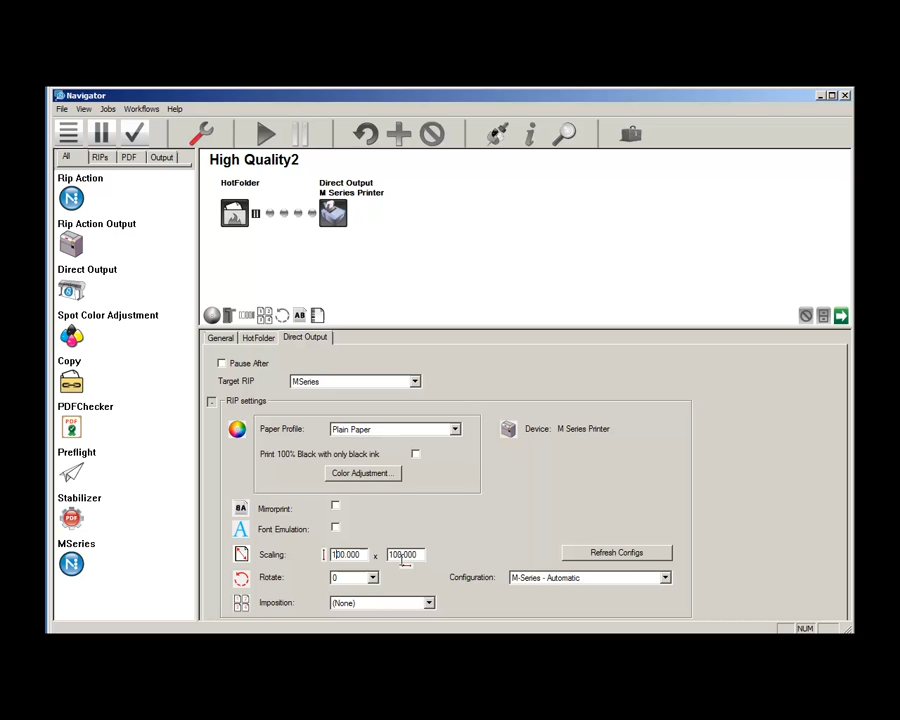 Navigator
File View Jobs Workflows Help
All RIPs PDF Output
High Quality2
HotFolder
Direct Output
M Series Printer
Rip Action
Rip Action Output
Direct Output
Spot Color Adjustment
Copy
PDFChecker
PDF
Preflight
Stabilizer
PDF
MSeries
AB
General HotFolder Direct Output
Pause After
Target RIP MSeries
RIP settings
Paper Profile: Plain Paper
Device: M Series Printer
Print 100% Black with only black ink
Color Adjustment...
Mirrorprint:
Font Emulation:
Scaling: 100.000 x 100.000
Refresh Configs
Rotate: 0
Configuration: M-Series - Automatic
Imposition: (None)
NUM